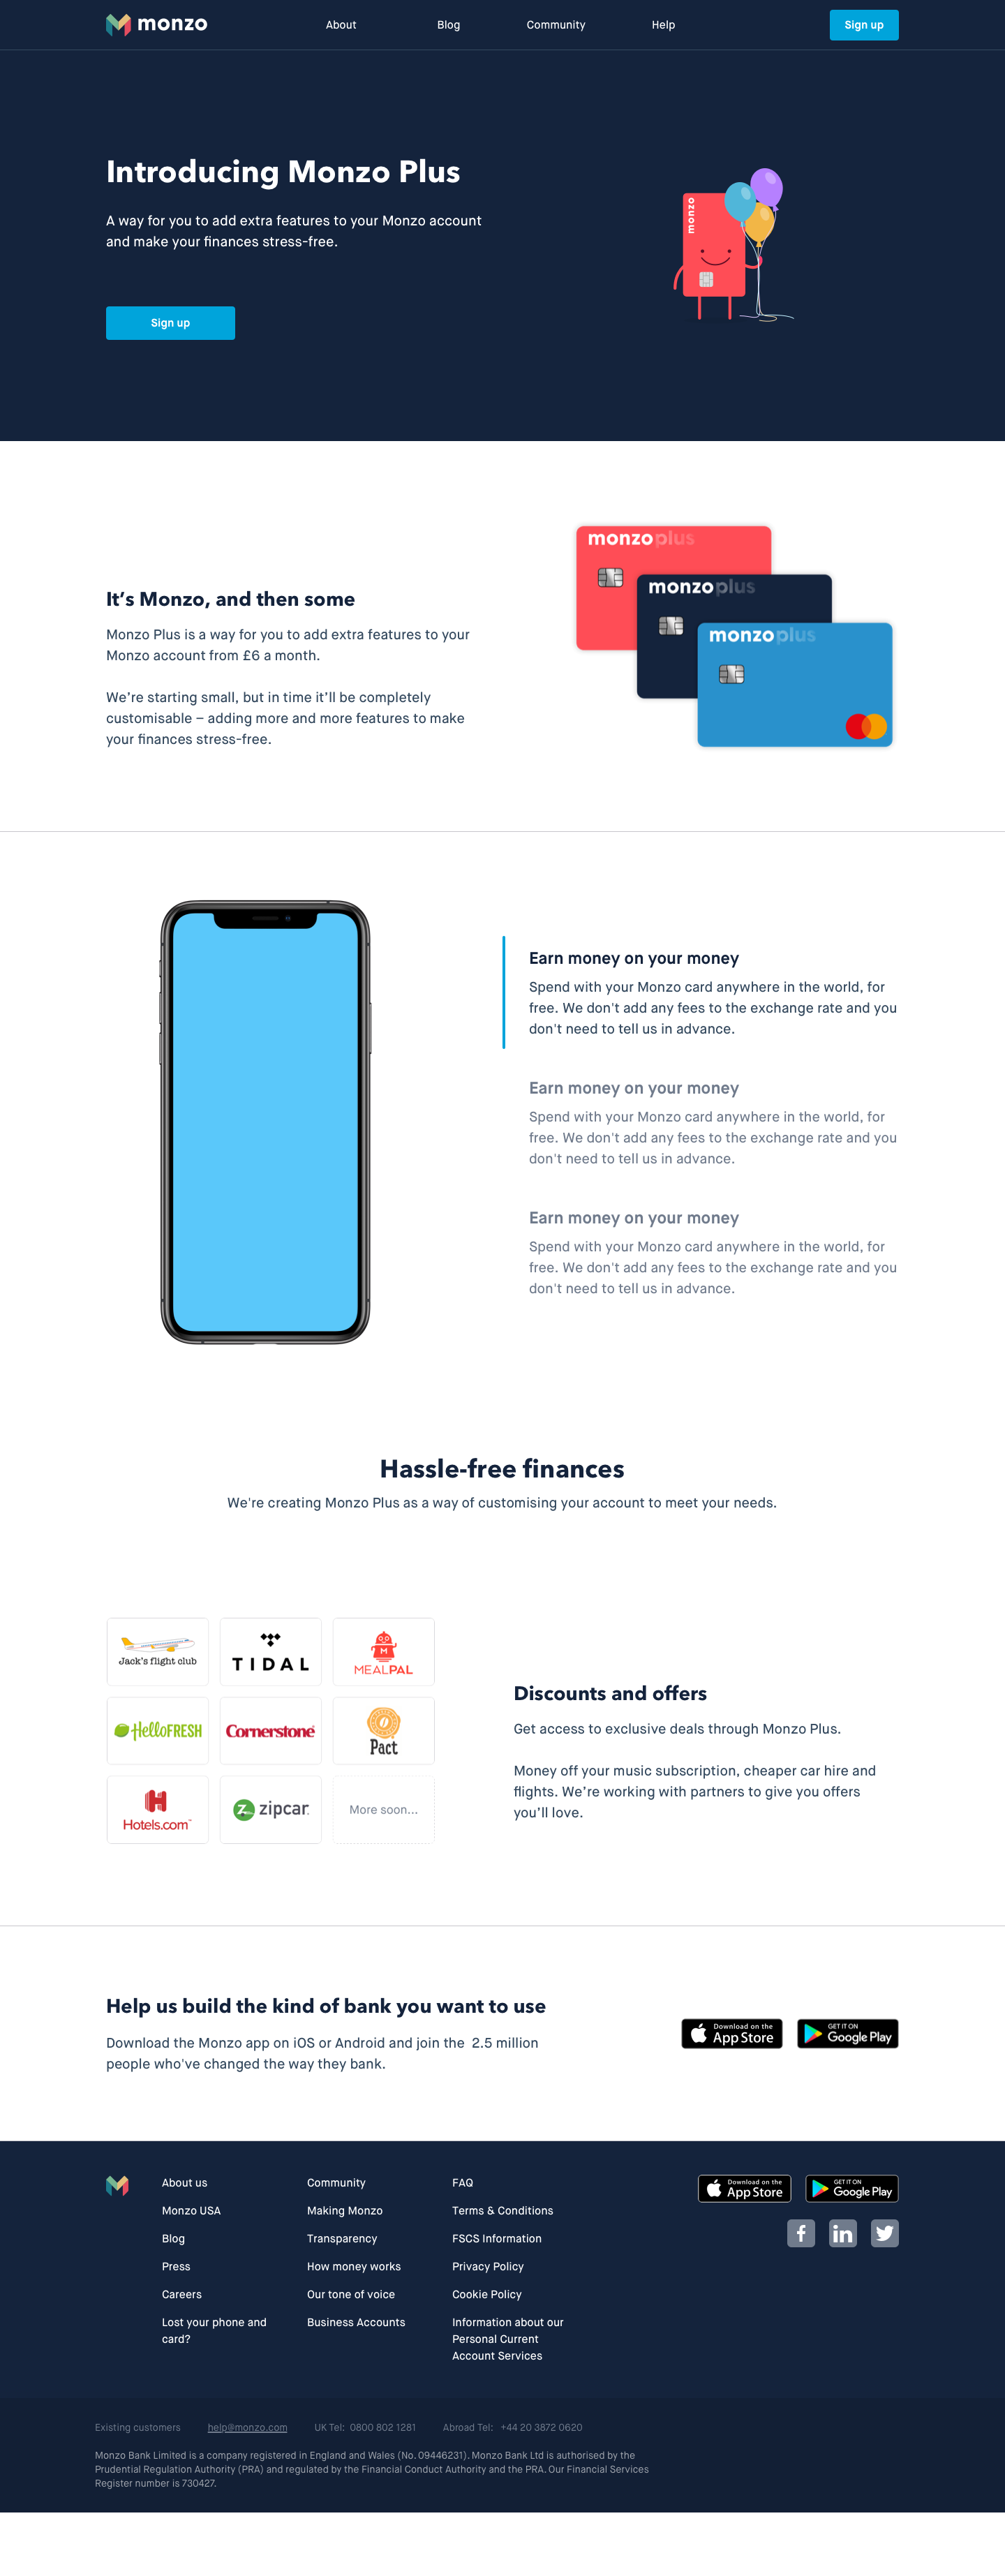 monzo
About
Blog
Community
Help
Sign up
Introducing Monzo Plus
A way for you to add extra features to your Monzo account
and make your finances stress-free.
Sign up
monzo
It’s Monzo, and then some
Monzo Plus is a way for you to add extra features to your
Monzo account from £6 a month.
We’re starting small, but in time it’ll be completely
customisable – adding more and more features to make
your finances stress-free.
monzoplus
monzoplus
monzoplus
Earn money on your money
Spend with your Monzo card anywhere in the world, for
free. We don't add any fees to the exchange rate and you
don't need to tell us in advance.
Earn money on your money
Spend with your Monzo card anywhere in the world, for
free. We don't add any fees to the exchange rate and you
don't need to tell us in advance.
Earn money on your money
Spend with your Monzo card anywhere in the world, for
free. We don't add any fees to the exchange rate and you
don't need to tell us in advance.
Hassle-free finances
We're creating Monzo Plus as a way of customising your account to meet your needs.
Jack's flight club
TIDAL
M
MEALPAL
HelloFRESH
Cornerstone
Pact
H
Hotels.com™
Z zipcar.
More soon...
Discounts and offers
Get access to exclusive deals through Monzo Plus.
Money off your music subscription, cheaper car hire and
flights. We’re working with partners to give you offers
you’ll love.
Help us build the kind of bank you want to use
Download the Monzo app on iOS or Android and join the 2.5 million
people who've changed the way they bank.
Download on the
App Store
GET IT ON
Google Play
About us
Monzo USA
Blog
Press
Careers
Lost your phone and
card?
Community
Making Monzo
Transparency
How money works
Our tone of voice
Business Accounts
FAQ
Terms & Conditions
FSCS Information
Privacy Policy
Cookie Policy
Information about our
Personal Current
Account Services
Download on the
App Store
GET IT ON
Google Play
f
in
Existing customers
help@monzo.com
UK Tel: 0800 802 1281
Abroad Tel: +44 20 3872 0620
Monzo Bank Limited is a company registered in England and Wales (No. 09446231). Monzo Bank Ltd is authorised by the
Prudential Regulation Authority (PRA) and regulated by the Financial Conduct Authority and the PRA. Our Financial Services
Register number is 730427.